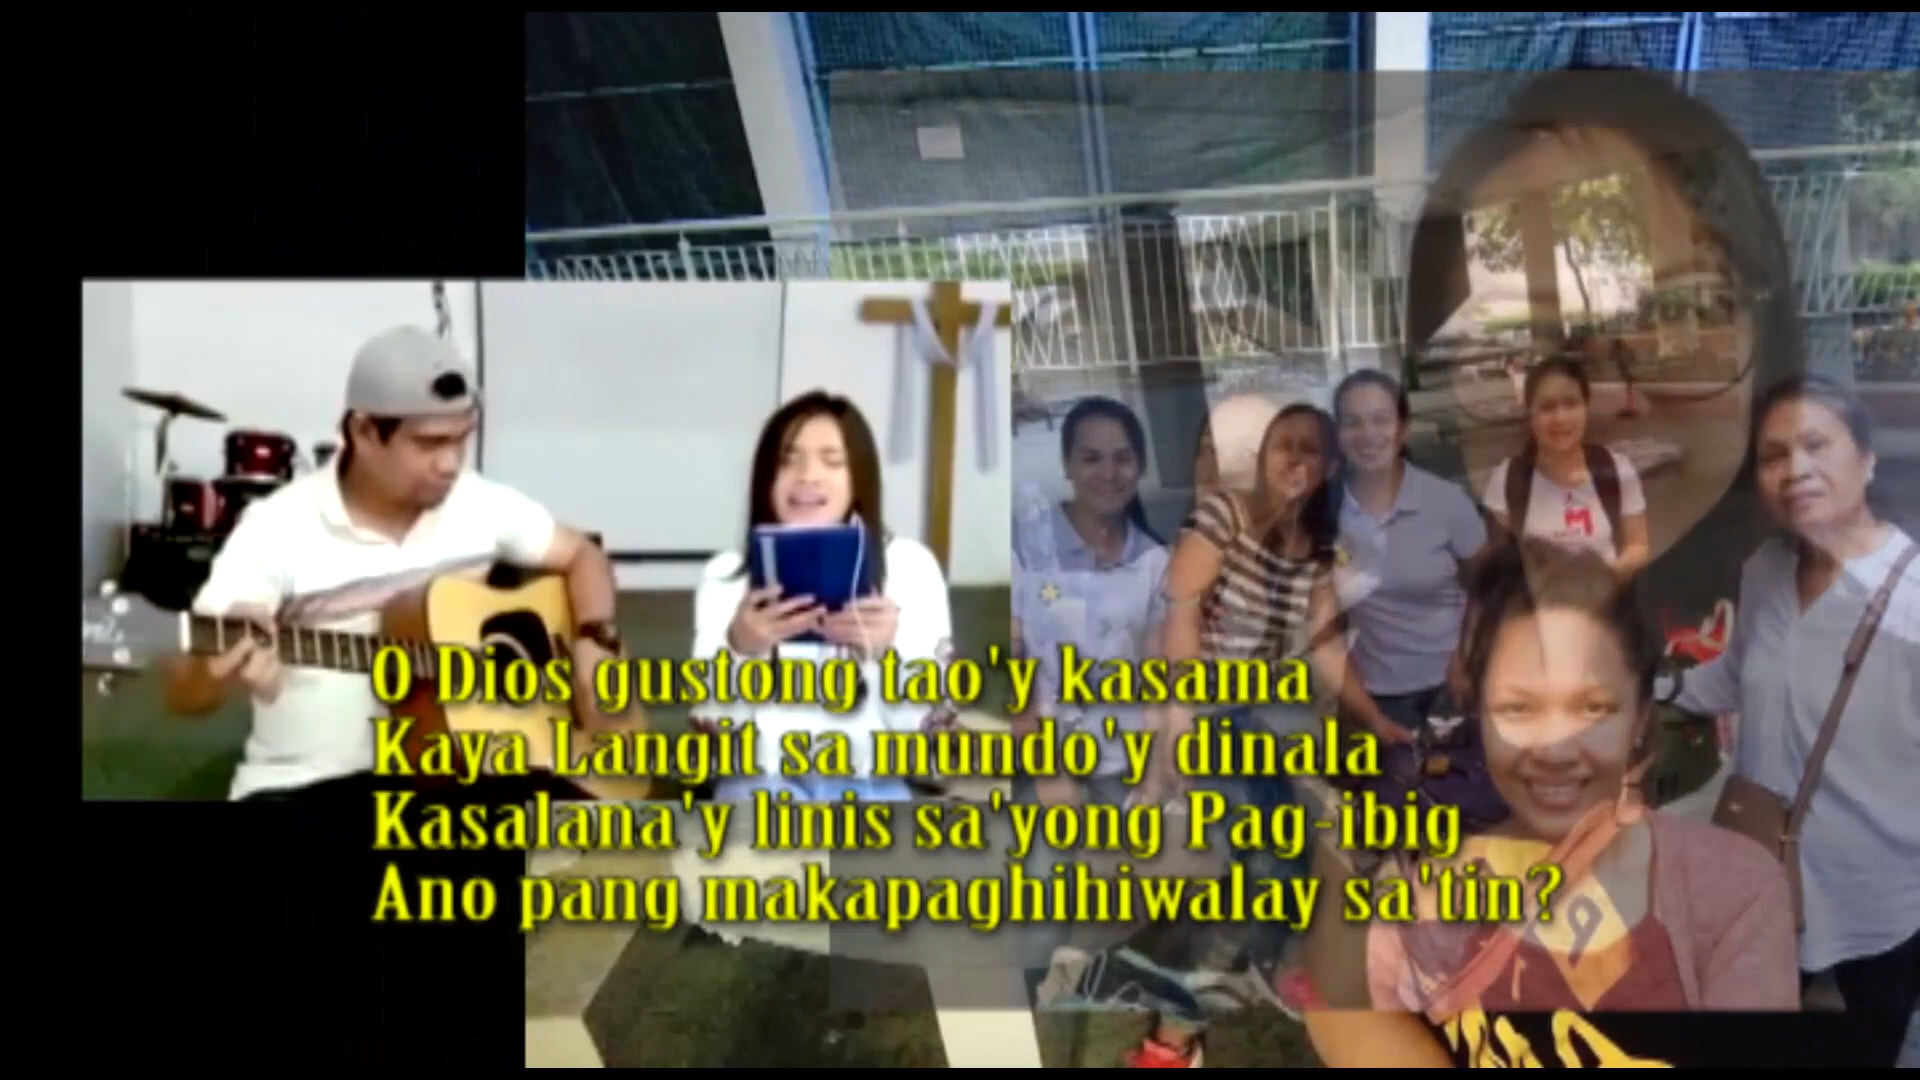 O Dios gustong tao'y kasama
Kaya Langit sa mundo'y dinala
Kasalana'y linis sa'yong Pag-ibig
Ano pang makapaghihiwalay sa'tin?